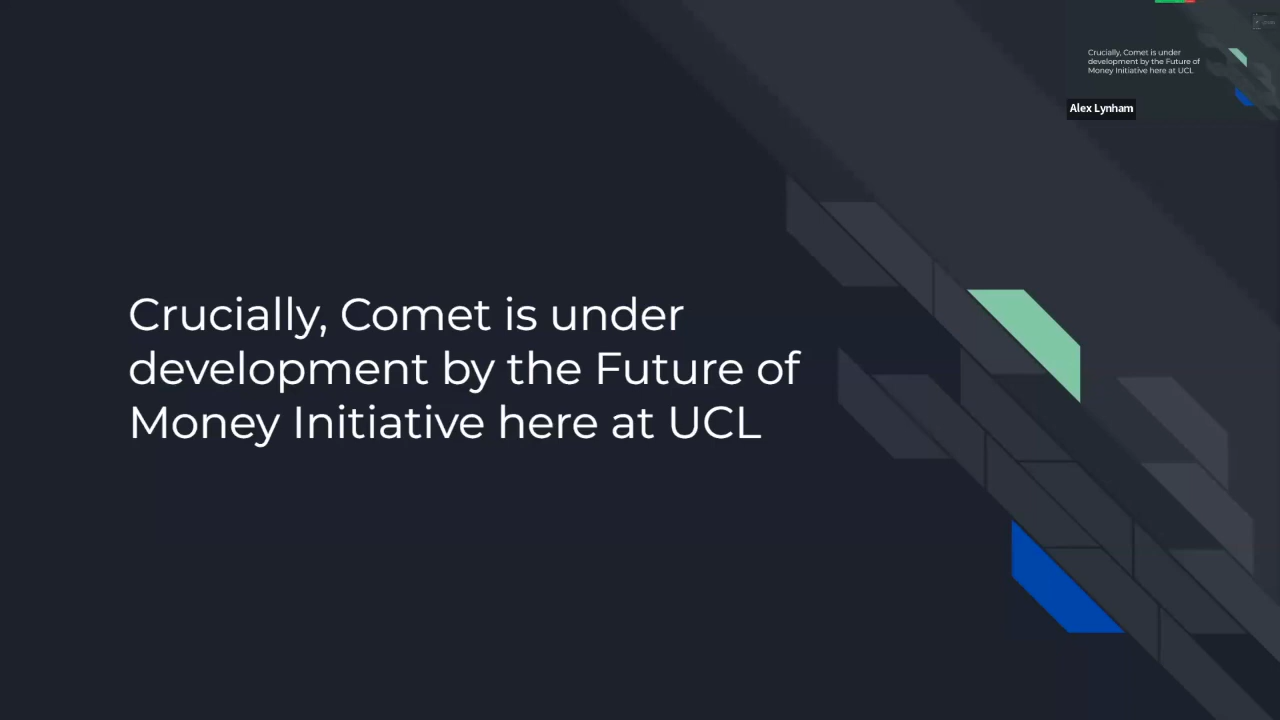 Crucially, Comet is under
development by the Future of
Money Initiative here at UCL
Crucially, Comet is under
development by the Future of
Money Initiative here at UCL
Alex Lynham